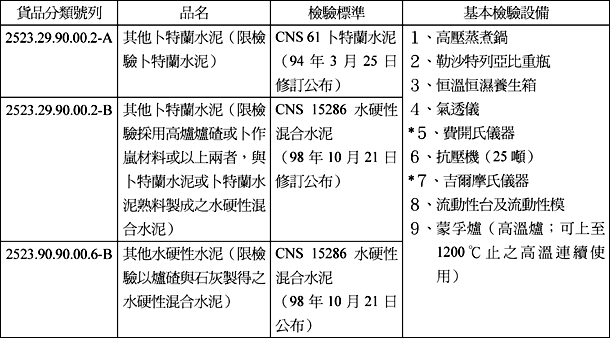 貨品分類號列
品名
檢驗標準
基本檢驗設備
2523.29.90.00.2-A
其他卜特蘭水泥（限檢
驗卜特蘭水泥）
CNS 61 卜特蘭水泥
（94 年 3 月 25 日
修訂公布）
2523.29.90.00.2-B
其他卜特蘭水泥（限檢
驗採用高爐爐碴或卜作
嵐材料或以上兩者，與
卜特蘭水泥或卜特蘭水
泥熟料製成之水硬性混
合水泥）
CNS 15286 水硬性
混合水泥
（98 年 10 月 21 日
修訂公布）
2523.90.90.00.6-B
其他水硬性水泥（限檢
驗以爐碴與石灰製得之
水硬性混合水泥）
CNS 15286 水硬性
混合水泥
（98 年 10 月 21 日
公布）
1、高壓蒸煮鍋
2、勒沙特列亞比重瓶
3、恒溫恒濕養生箱
4、氣透儀
*5、費開氏儀器
6、抗壓機（25 噸）
*7、吉爾摩氏儀器
8、流動性台及流動性模
9、蒙孚爐（高溫爐；可上至
1200℃止之高溫連續使
用）